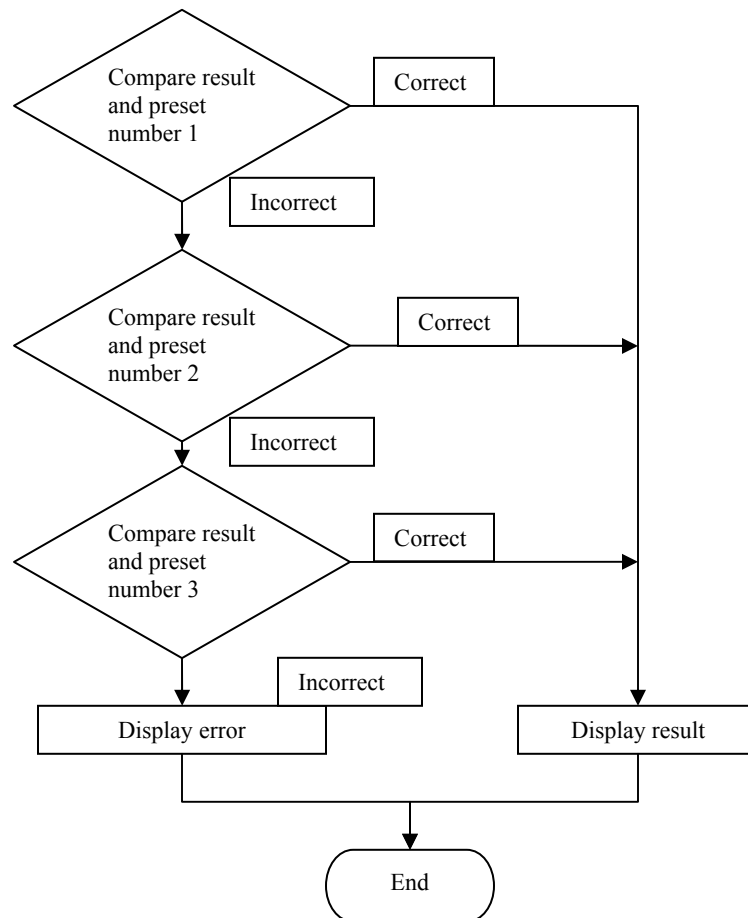 Compare result
and preset
number 1
Correct
Incorrect
Compare result
and preset
number 2
Correct
Incorrect
Compare result
and preset
number 3
Correct
Incorrect
Display error
Display result
End